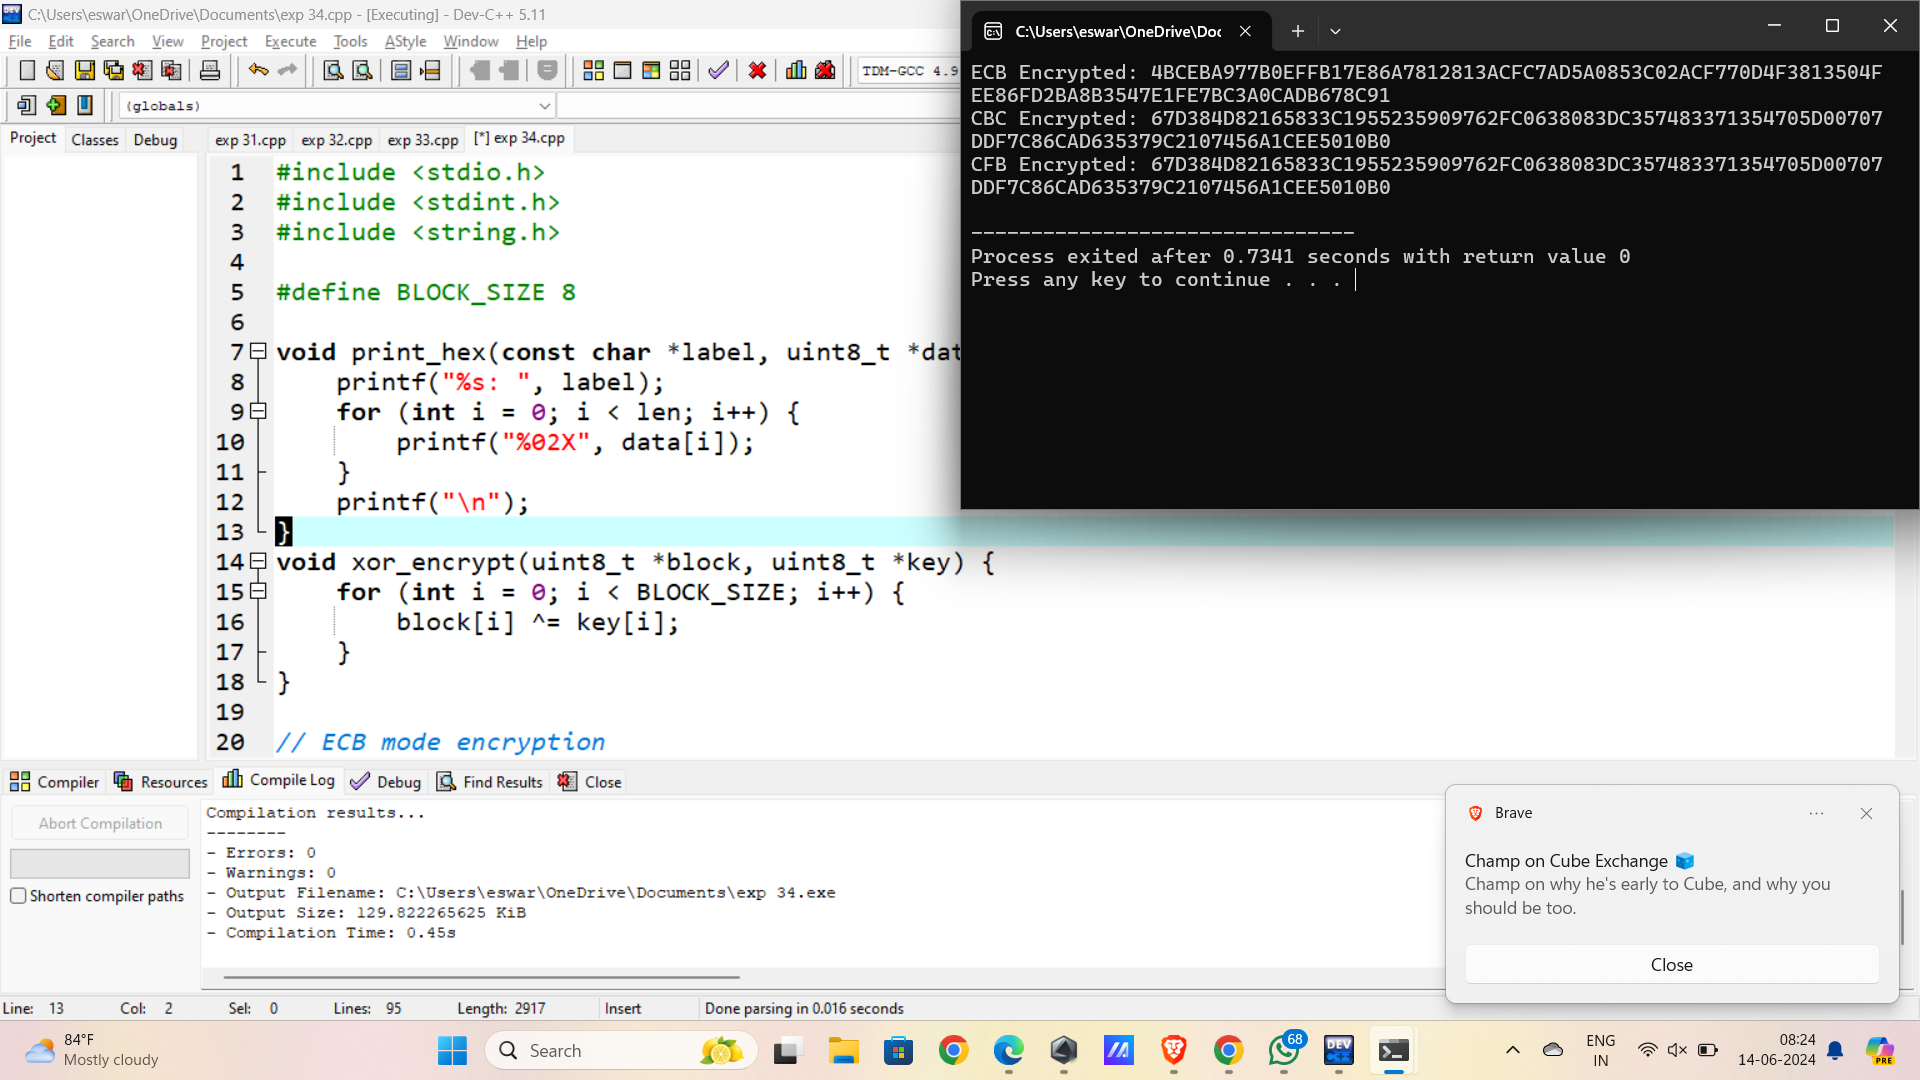 C:\Users\eswar\OneDrive\Documents\exp 34.cpp - [Executing] - Dev-C++ 5.11
File Edit Search View Project Execute Tools AStyle Window Help
TDM-GCC 4.9
(globals)
Project Classes Debug
exp 31.cpp exp 32.cpp exp 33.cpp [*] exp 34.cpp
1 #include <stdio.h>
2 #include <stdint.h>
3 #include <string.h>
4
5 #define BLOCK_SIZE 8
6
7 void print_hex(const char *label, uint8_t *dat
8 printf("%s: ", label);
9 for (int i = 0; i < len; i++) {
10 printf("%02X", data[i]);
11 }
12 printf("\n");
13 }
14 void xor_encrypt(uint8_t *block, uint8_t *key) {
15 for (int i = 0; i < BLOCK_SIZE; i++) {
16 block[i] ^= key[i];
17 }
18 }
19
20 // ECB mode encryption
C:\Users\eswar\OneDrive\Doc
ECB Encrypted: 4BCEBA977B0EFFB17E86A7812813ACFC7AD5A0853C02ACF770D4F3813504F
EE86FD2BA8B3547E1FE7BC3A0CADB678C91
CBC Encrypted: 67D384D82165833C1955235909762FC0638083DC357483371354705D00707
DDF7C86CAD635379C2107456A1CEE5010B0
CFB Encrypted: 67D384D82165833C1955235909762FC0638083DC357483371354705D00707
DDF7C86CAD635379C2107456A1CEE5010B0
--------------------------------
Process exited after 0.7341 seconds with return value 0
Press any key to continue . . .
Compiler Resources Compile Log Debug Find Results Close
Abort Compilation
Shorten compiler paths
Compilation results...
--------
- Errors: 0
- Warnings: 0
- Output Filename: C:\Users\eswar\OneDrive\Documents\exp 34.exe
- Output Size: 129.822265625 KiB
- Compilation Time: 0.45s
Brave
Champ on Cube Exchange
Champ on why he's early to Cube, and why you
should be too.
Close
Line: 13 Col: 2 Sel: 0 Lines: 95 Length: 2917 Insert Done parsing in 0.016 seconds
84°F
Mostly cloudy
Search
DEV
C++
68
ENG
IN
08:24
14-06-2024
PRE